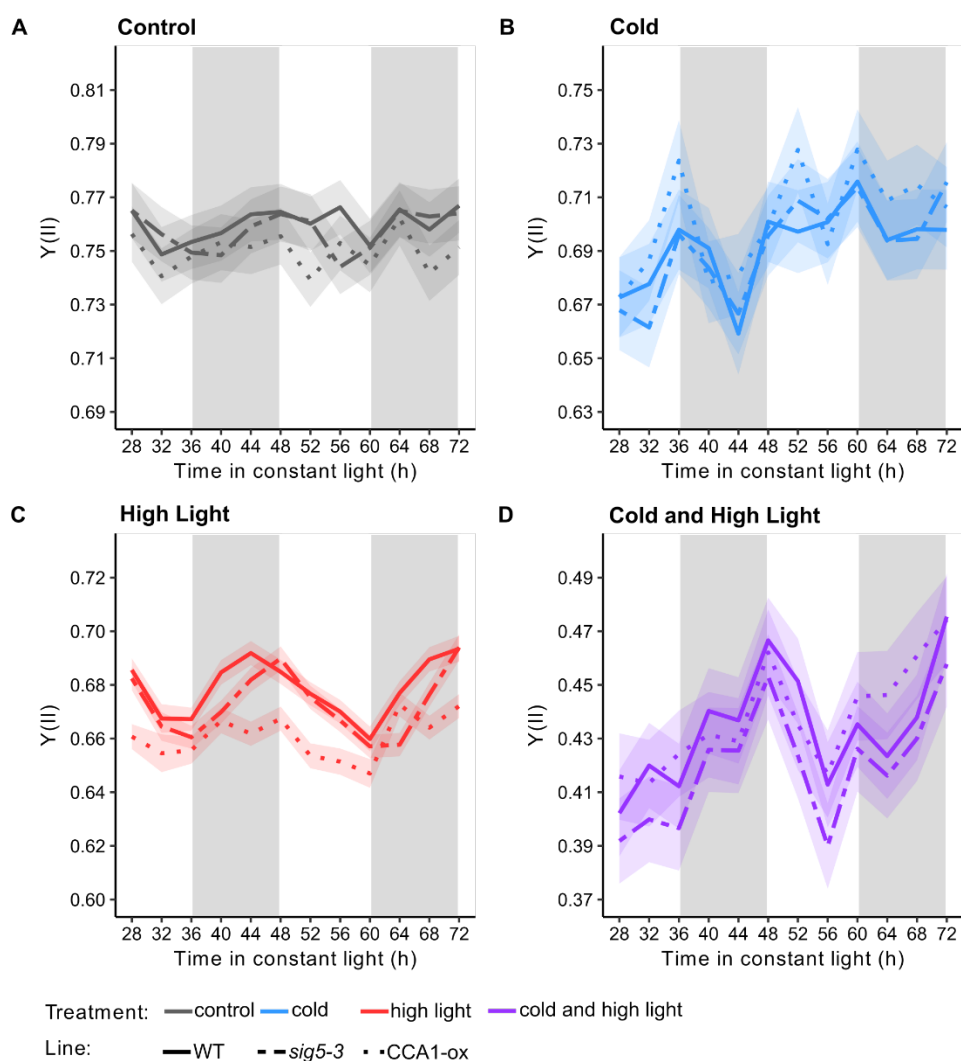 A Control
0.81
0.79
0.77
0.75
0.73
0.71
0.69
Y(II)
28 32 36 40 44 48 52 56 60 64 68 72
Time in constant light (h)
B Cold
0.75
0.73
0.71
0.69
0.67
0.65
0.63
Y(II)
28 32 36 40 44 48 52 56 60 64 68 72
Time in constant light (h)
C High Light
0.72
0.70
0.68
0.66
0.64
0.62
0.60
Y(II)
28 32 36 40 44 48 52 56 60 64 68 72
Time in constant light (h)
D Cold and High Light
0.49
0.47
0.45
0.43
0.41
0.39
0.37
Y(II)
28 32 36 40 44 48 52 56 60 64 68 72
Time in constant light (h)
Treatment: control cold high light cold and high light
Line: WT sig5-3 CCA1-ox